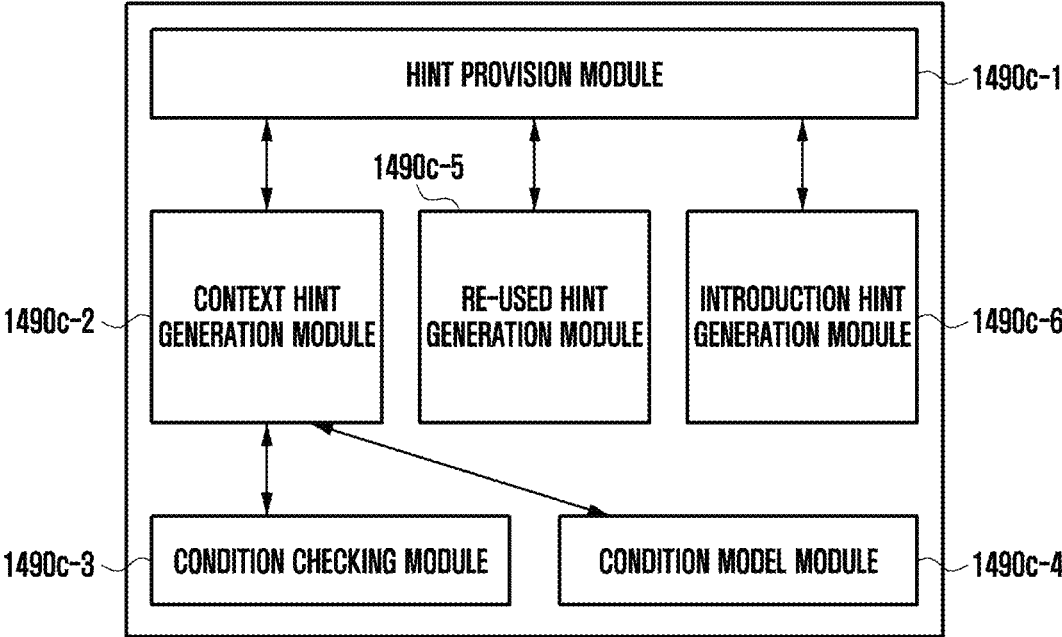 HINT PROVISION MODULE
1490c-1
1490c-5
CONTEXT HINT
GENERATION MODULE
1490c-2
RE-USED HINT
GENERATION MODULE
INTRODUCTION HINT
GENERATION MODULE
1490c-6
1490c-3
CONDITION CHECKING MODULE
CONDITION MODEL MODULE
1490c-4